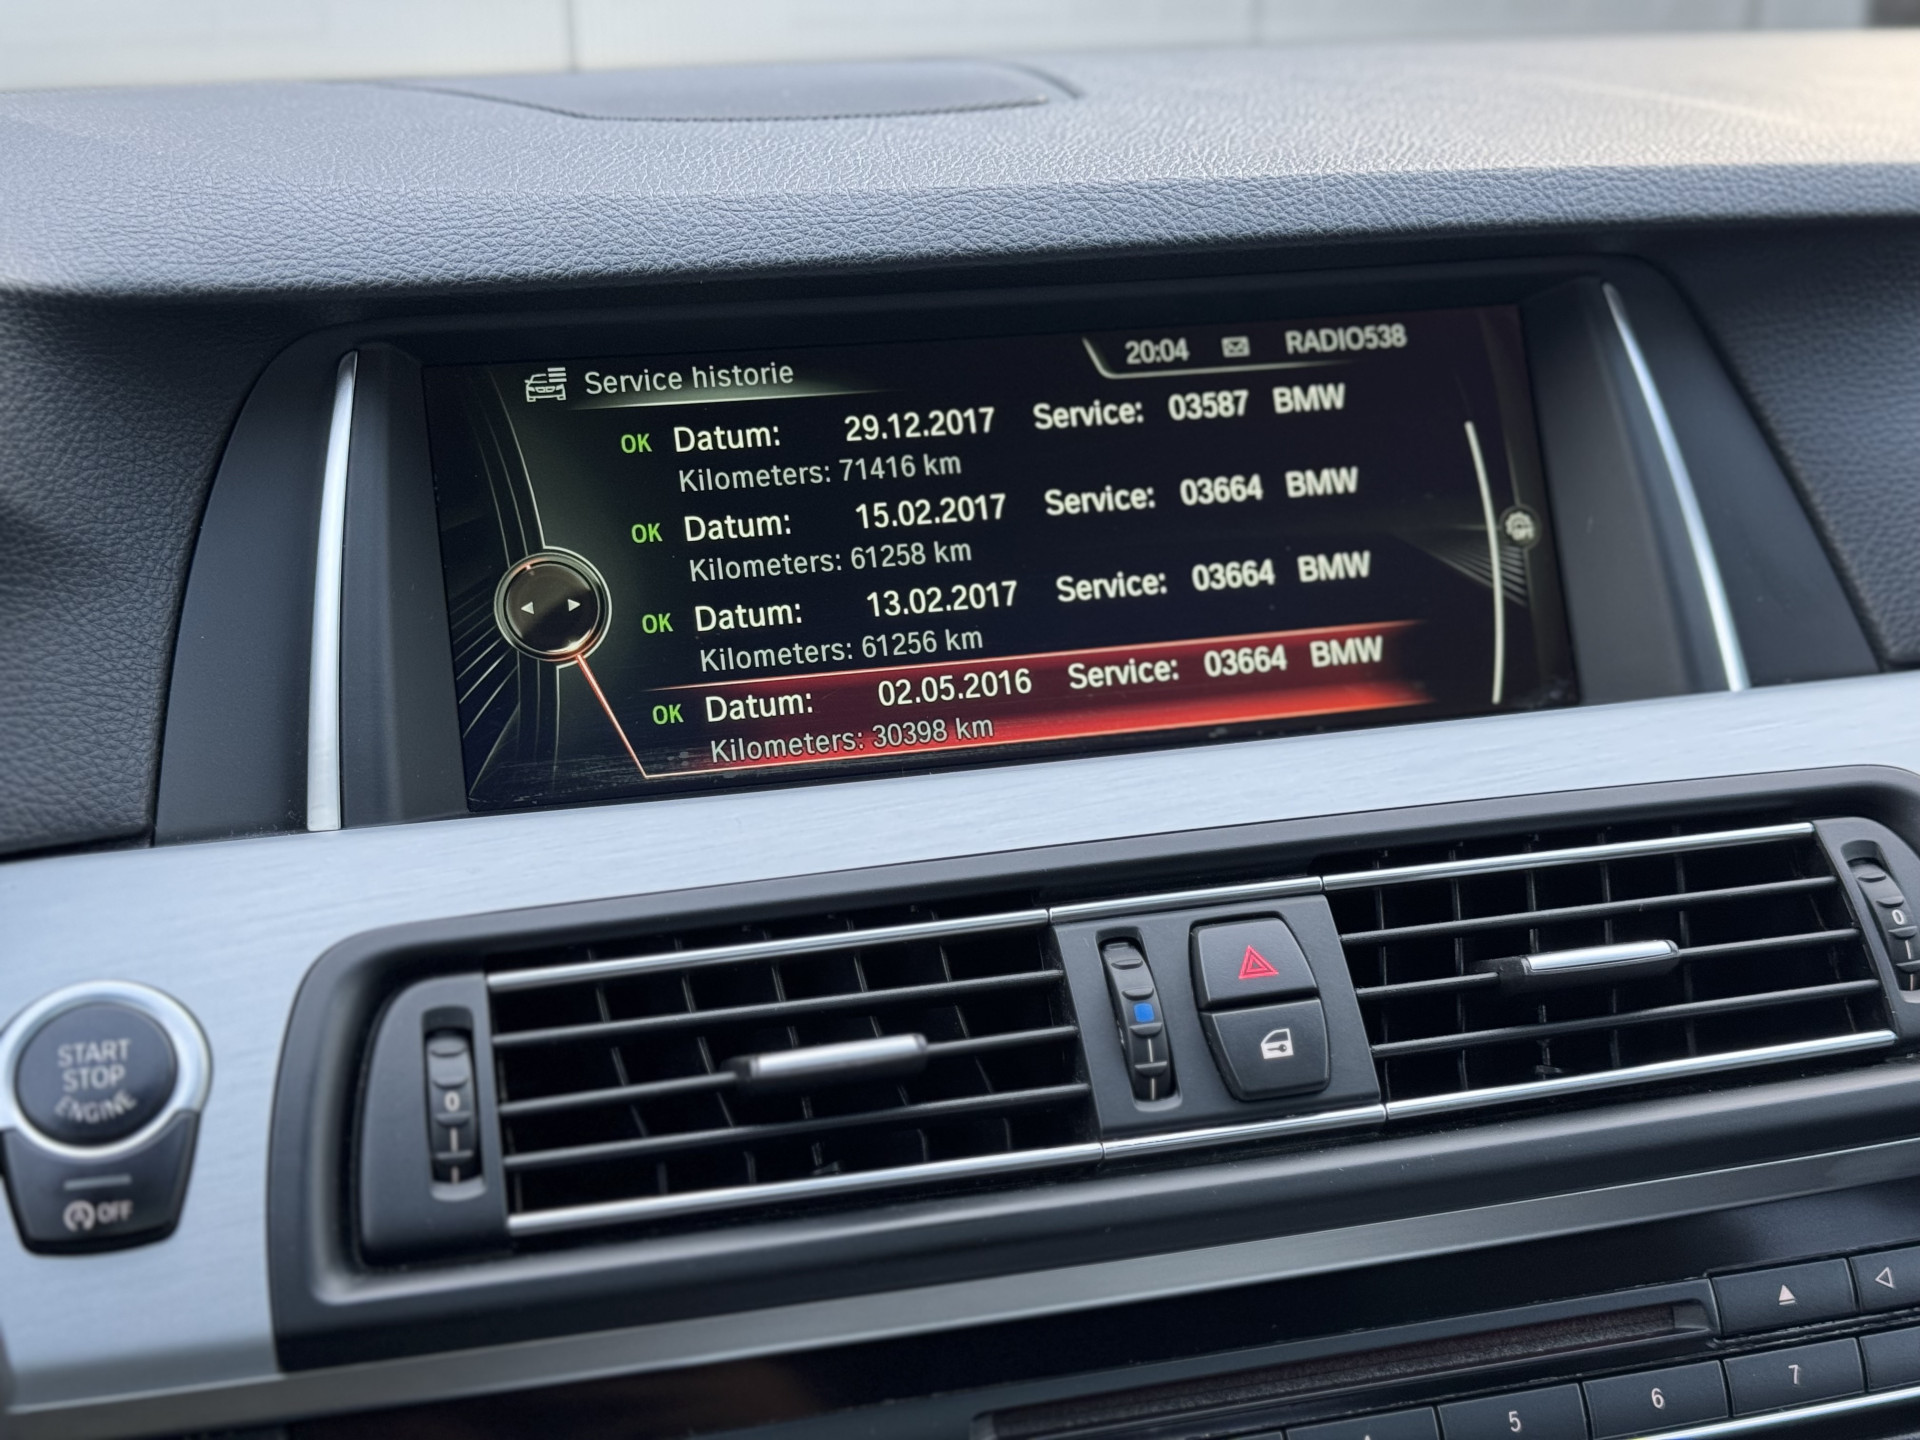 Service historie
20:04 RADIO538
OK Datum: 29.12.2017 Service: 03587 BMW
Kilometers: 71416 km
OK Datum: 15.02.2017 Service: 03664 BMW
Kilometers: 61258 km
OK Datum: 13.02.2017 Service: 03664 BMW
Kilometers: 61256 km
OK Datum: 02.05.2016 Service: 03664 BMW
Kilometers: 30398 km
START
STOP
ENGINE
OFF
0
0
5
6
7